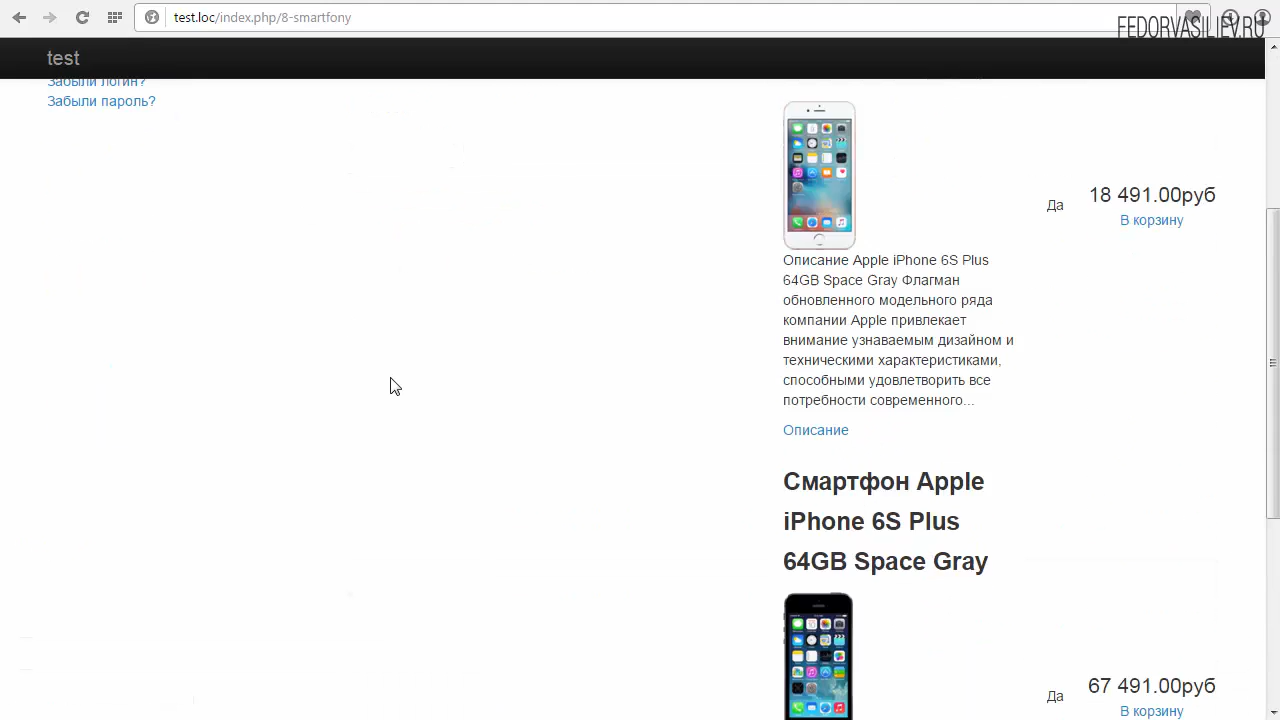 test.loc/index.php/8-smartfony
FEDORVASILIEV.RU
test
Забыли логин?
Забыли пароль?
Да
18 491.00руб
В корзину
Описание Apple iPhone 6S Plus
64GB Space Gray Флагман
обновленного модельного ряда
компании Apple привлекает
внимание узнаваемым дизайном и
техническими характеристиками,
способными удовлетворить все
потребности современного...
Описание
Смартфон Apple
iPhone 6S Plus
64GB Space Gray
Да
67 491.00руб
В корзину